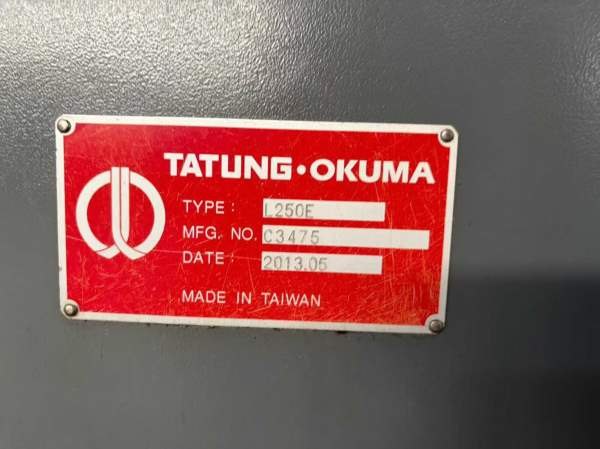 TATUNG·OKUMA
TYPE: L250E
MFG. NO. C3475
DATE: 2013.05
MADE IN TAIWAN